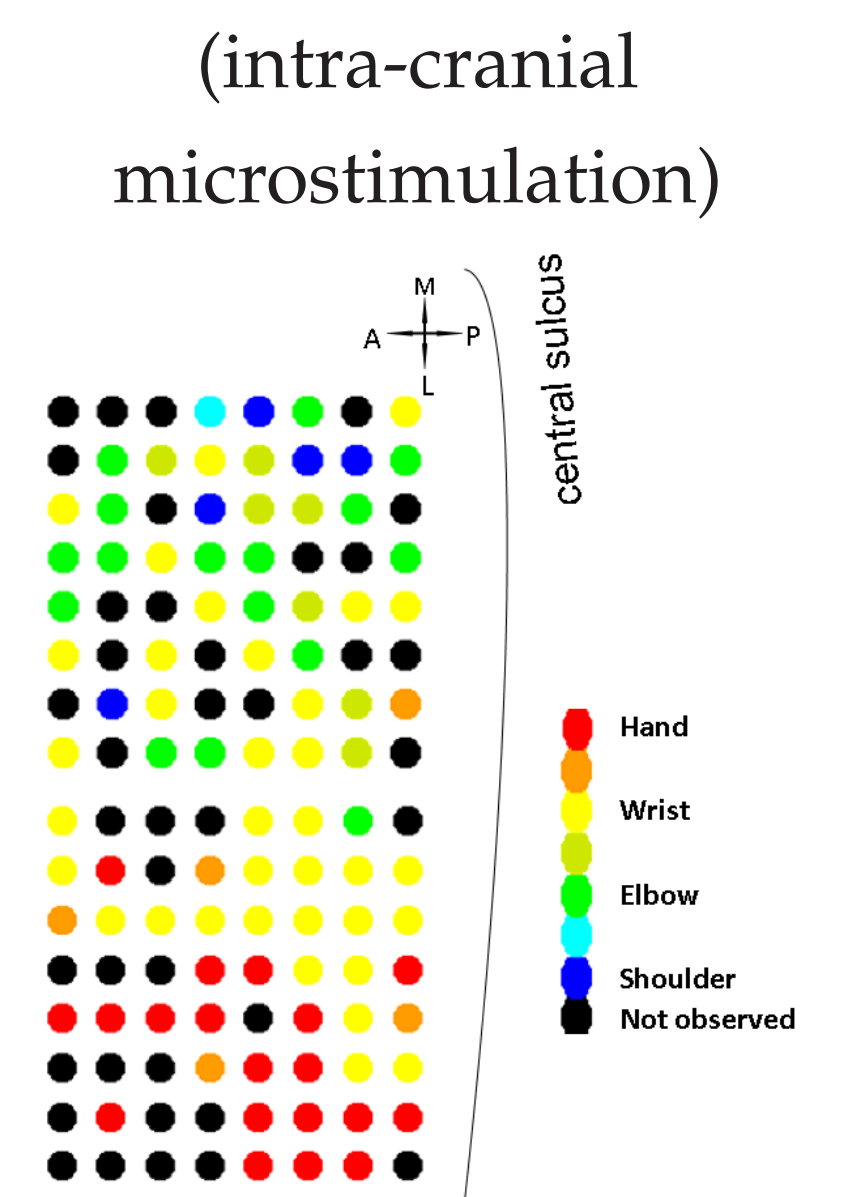 (intra-cranial
microstimulation)
central sulcus
M
A
P
L
Hand
Wrist
Elbow
Shoulder
Not observed